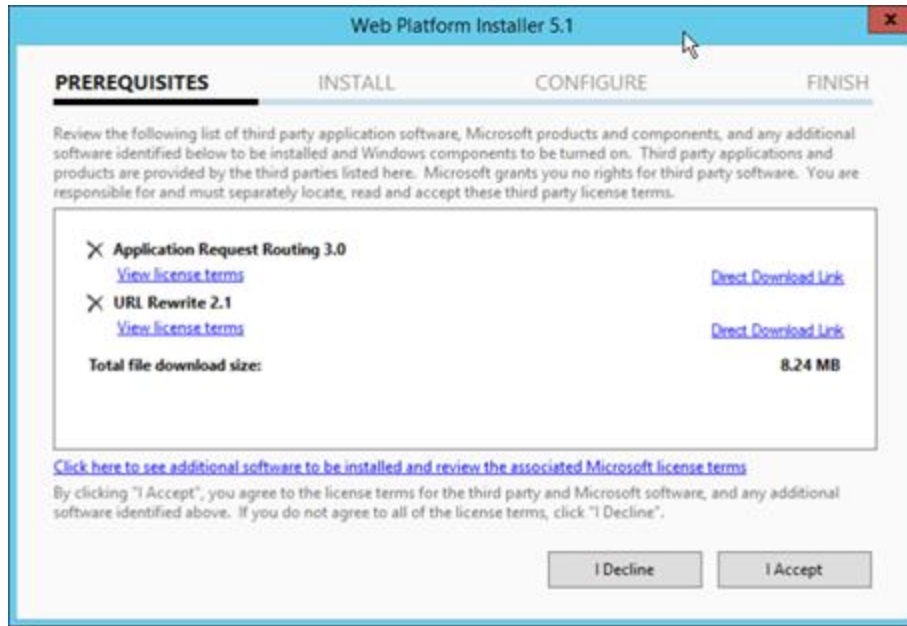 Web Platform Installer 5.1
PREREQUISITES INSTALL CONFIGURE FINISH
Review the following list of third party application software, Microsoft products and components, and any additional
software identified below to be installed and Windows components to be turned on. Third party applications and
products are provided by the third parties listed here. Microsoft grants you no rights for third party software. You are
responsible for and must separately locate, read and accept these third party license terms.
Application Request Routing 3.0
View license terms Direct Download Link
URL Rewrite 2.1
View license terms Direct Download Link
Total file download size: 8.24 MB
Click here to see additional software to be installed and review the associated Microsoft license terms
By clicking "I Accept", you agree to the license terms for the third party and Microsoft software, and any additional
software identified above. If you do not agree to all of the license terms, click "I Decline".
I Decline I Accept